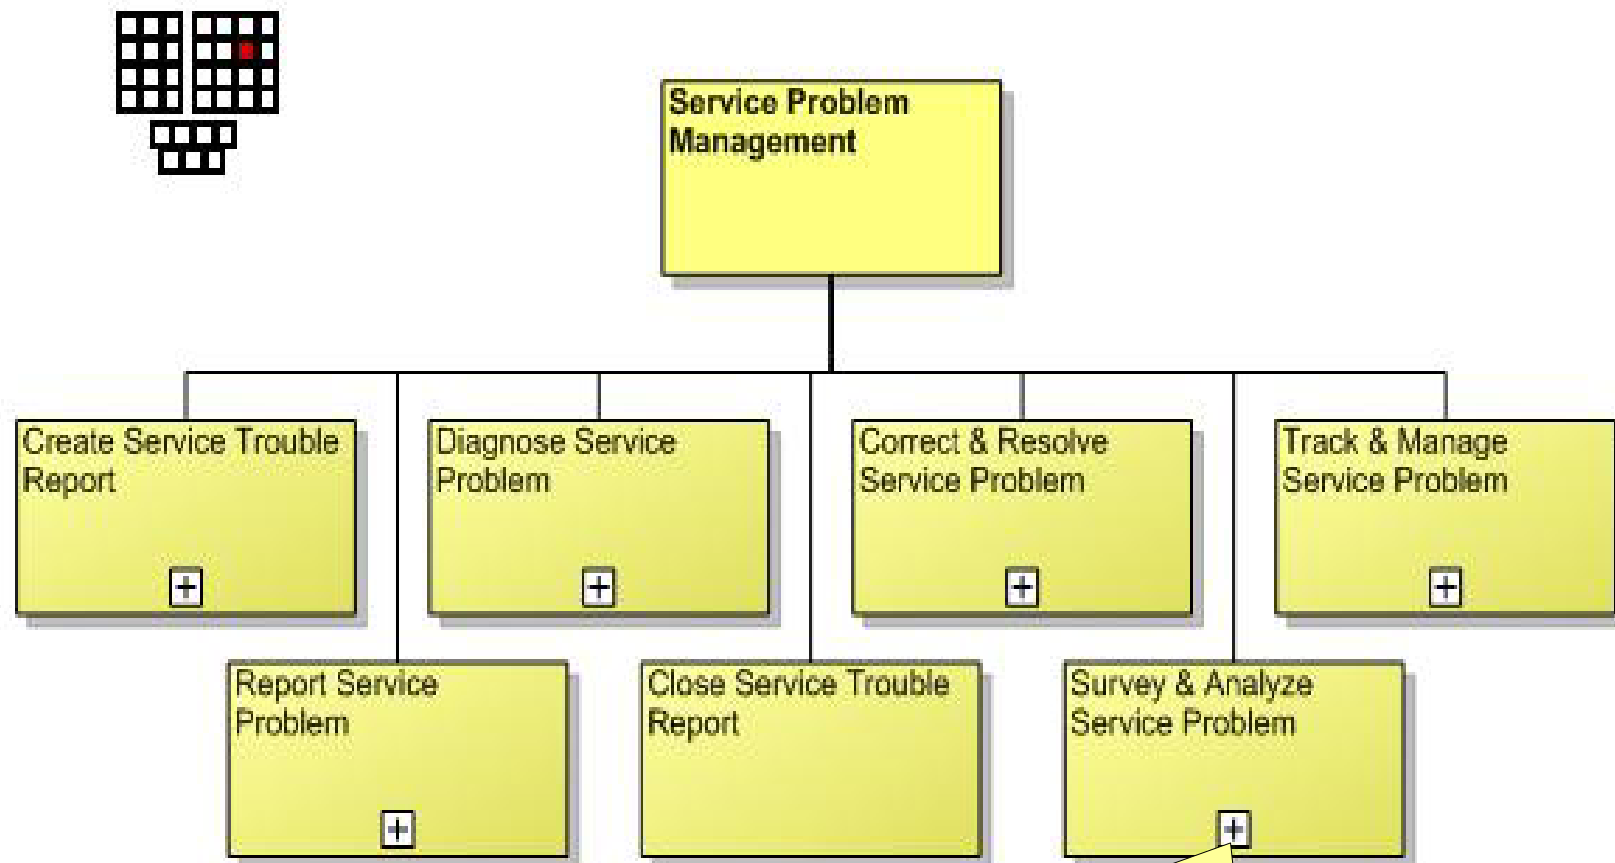 Service Problem
Management
Create Service Trouble
Report
Diagnose Service
Problem
Correct & Resolve
Service Problem
Track & Manage
Service Problem
Report Service
Problem
Close Service Trouble
Report
Survey & Analyze
Service Problem